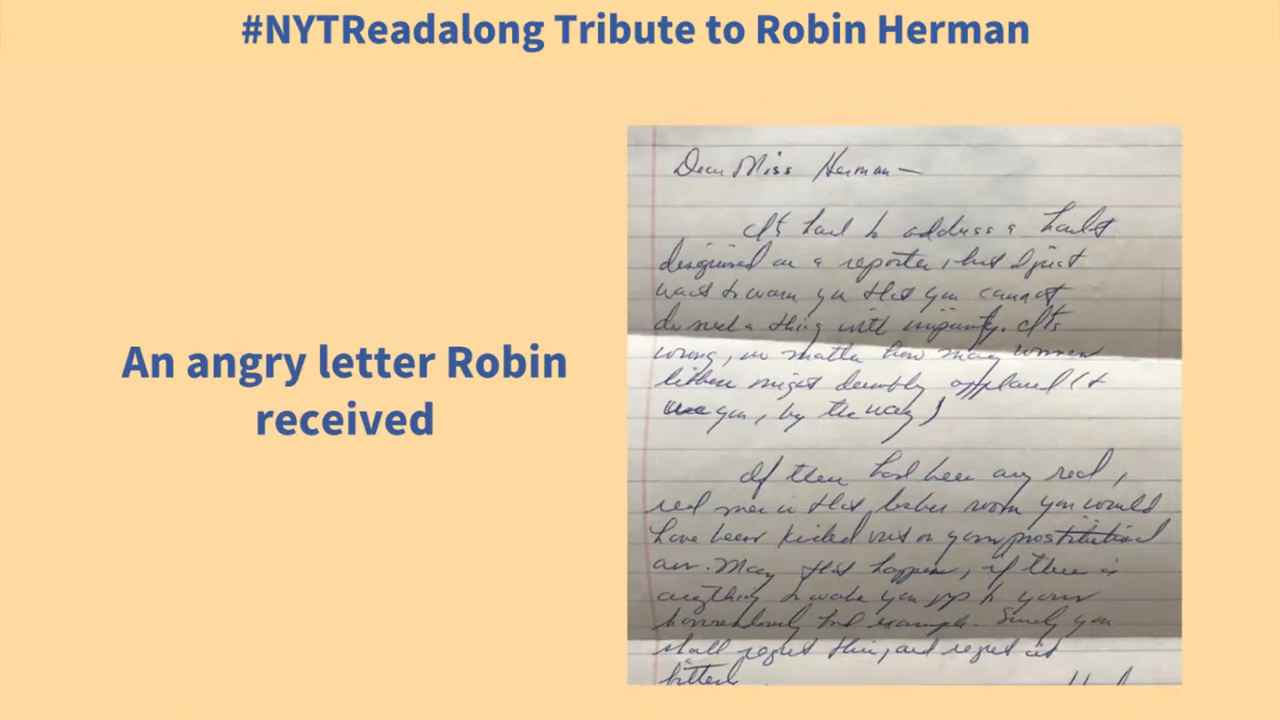 #NYTReadalong Tribute to Robin Herman
An angry letter Robin
received
Dear Miss Herman—
It's hard to address a harlot
disguised as a reporter, but I just
want to warn you that you cannot
do such a thing with impunity. It's
wrong, no matter how many women
libbers might dumbly applaud (&
use you, by the way)
If there had been any real,
real men in that locker room you would
have been kicked out on your prostituted
arr. May that happen, if there is
anything to wake you up to your
horrendously bad example. Surely you
shall regret this, and regret it
bitterly